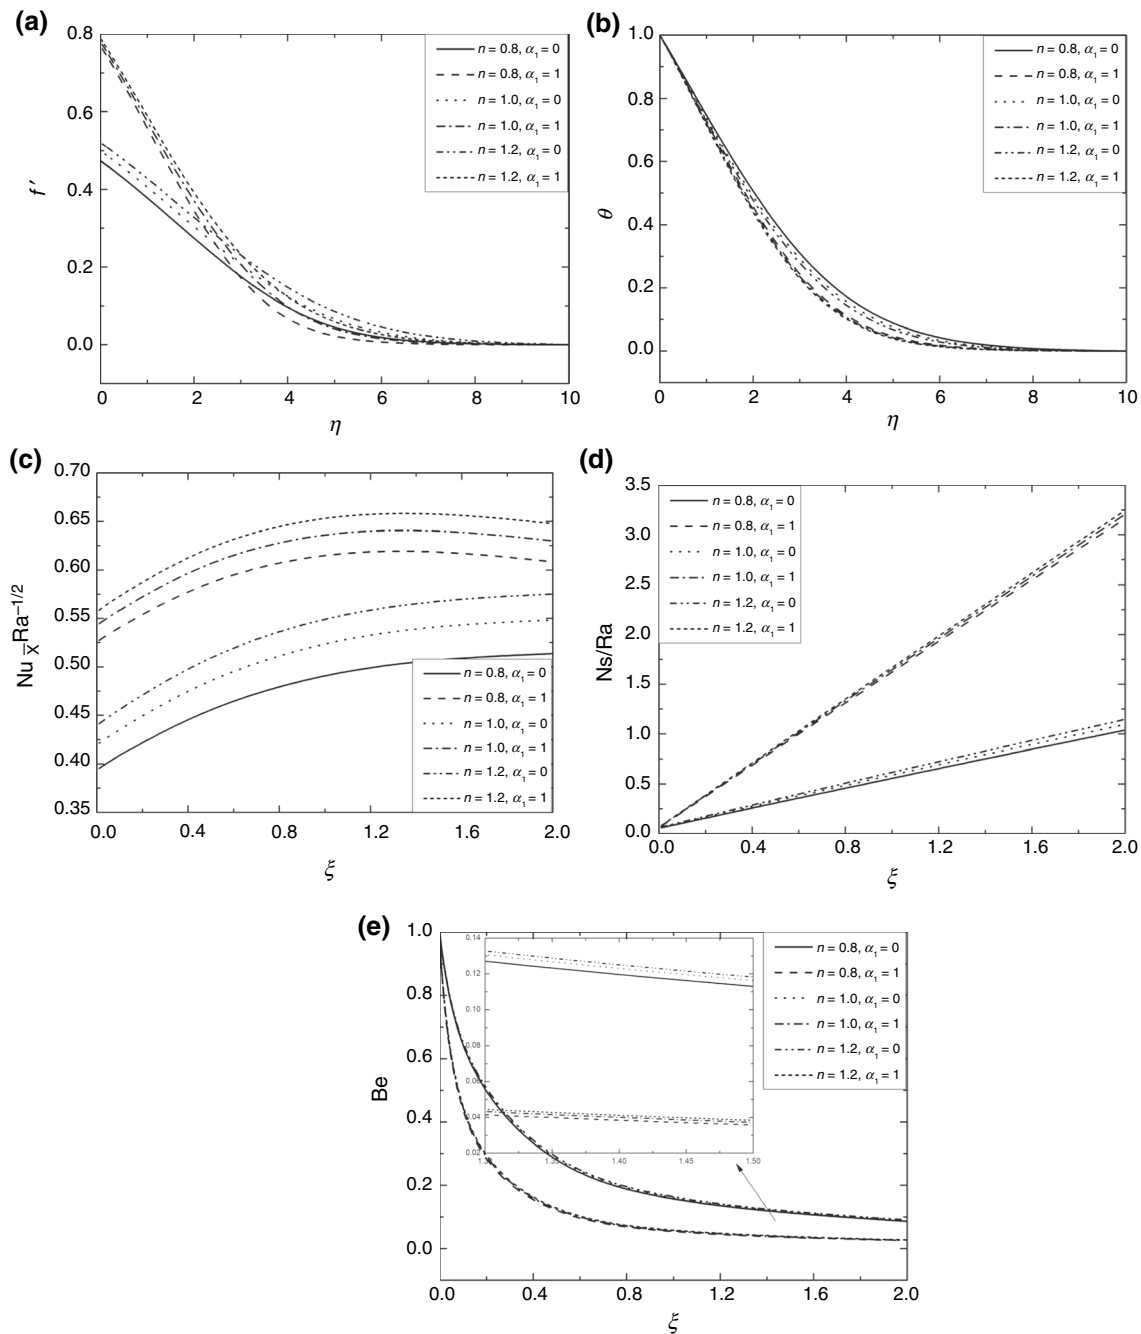 (a)
0.8
0.6
0.4
0.2
0.0
0.1
f′
0 2 4 6 8 10
η
n = 0.8, α₁ = 0
n = 0.8, α₁ = 1
n = 1.0, α₁ = 0
n = 1.0, α₁ = 1
n = 1.2, α₁ = 0
n = 1.2, α₁ = 1
(b)
1.0
0.8
0.6
0.4
0.2
0.0
θ
0 2 4 6 8 10
η
n = 0.8, α₁ = 0
n = 0.8, α₁ = 1
n = 1.0, α₁ = 0
n = 1.0, α₁ = 1
n = 1.2, α₁ = 0
n = 1.2, α₁ = 1
(c)
0.70
0.65
0.60
0.55
0.50
0.45
0.40
0.35
Nu x̅ Ra⁻¹/²
0.0 0.4 0.8 1.2 1.6 2.0
ξ
n = 0.8, α₁ = 0
n = 0.8, α₁ = 1
n = 1.0, α₁ = 0
n = 1.0, α₁ = 1
n = 1.2, α₁ = 0
n = 1.2, α₁ = 1
(d)
3.5
3.0
2.5
2.0
1.5
1.0
0.5
0.0
Ns/Ra
0.0 0.4 0.8 1.2 1.6 2.0
ξ
n = 0.8, α₁ = 0
n = 0.8, α₁ = 1
n = 1.0, α₁ = 0
n = 1.0, α₁ = 1
n = 1.2, α₁ = 0
n = 1.2, α₁ = 1
(e)
1.0
0.8
0.6
0.4
0.2
0.0
Be
0.0 0.4 0.8 1.2 1.6 2.0
ξ
0.14
0.12
0.10
0.08
0.06
0.04
0.02
1.30 1.35 1.40 1.45 1.50
n = 0.8, α₁ = 0
n = 0.8, α₁ = 1
n = 1.0, α₁ = 0
n = 1.0, α₁ = 1
n = 1.2, α₁ = 0
n = 1.2, α₁ = 1